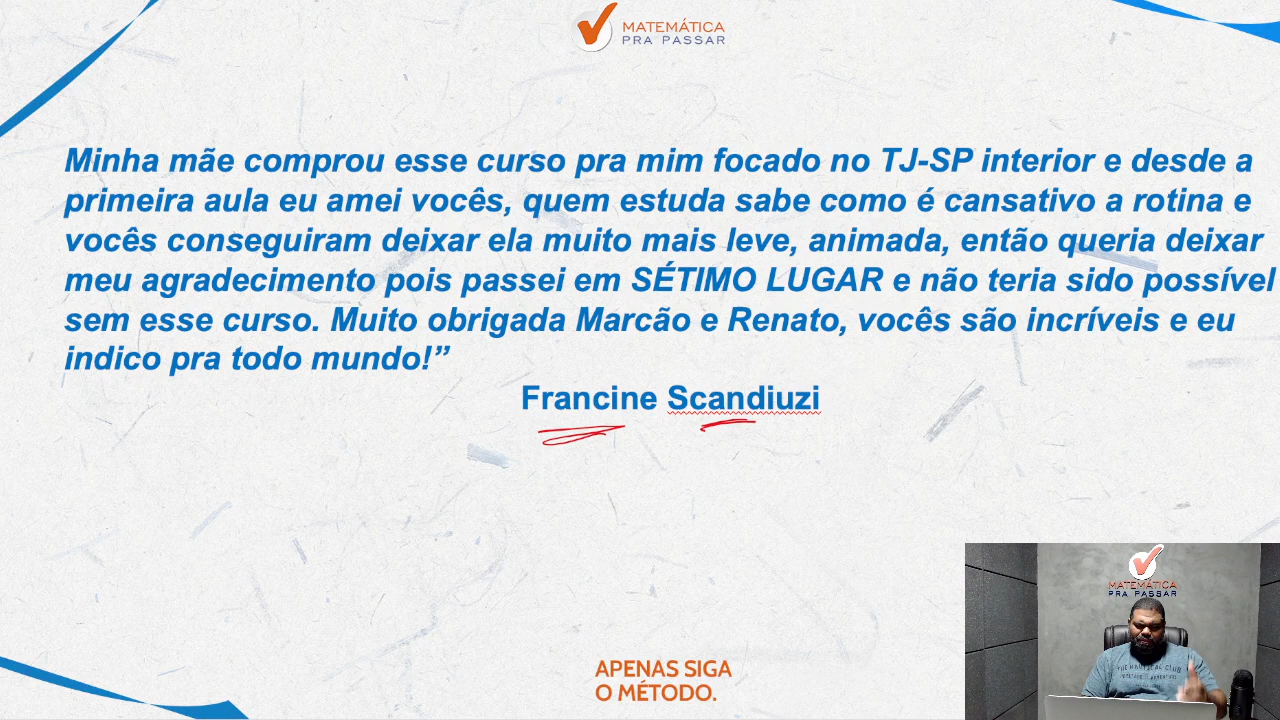 MATEMÁTICA
PRA PASSAR
Minha mãe comprou esse curso pra mim focado no TJ-SP interior e desde a
primeira aula eu amei vocês, quem estuda sabe como é cansativo a rotina e
vocês conseguiram deixar ela muito mais leve, animada, então queria deixar
meu agradecimento pois passei em SÉTIMO LUGAR e não teria sido possível
sem esse curso. Muito obrigada Marcão e Renato, vocês são incríveis e eu
indico pra todo mundo!”
Francine Scandiuzi
MATEMÁTICA
PRA PASSAR
APENAS SIGA
O MÉTODO.